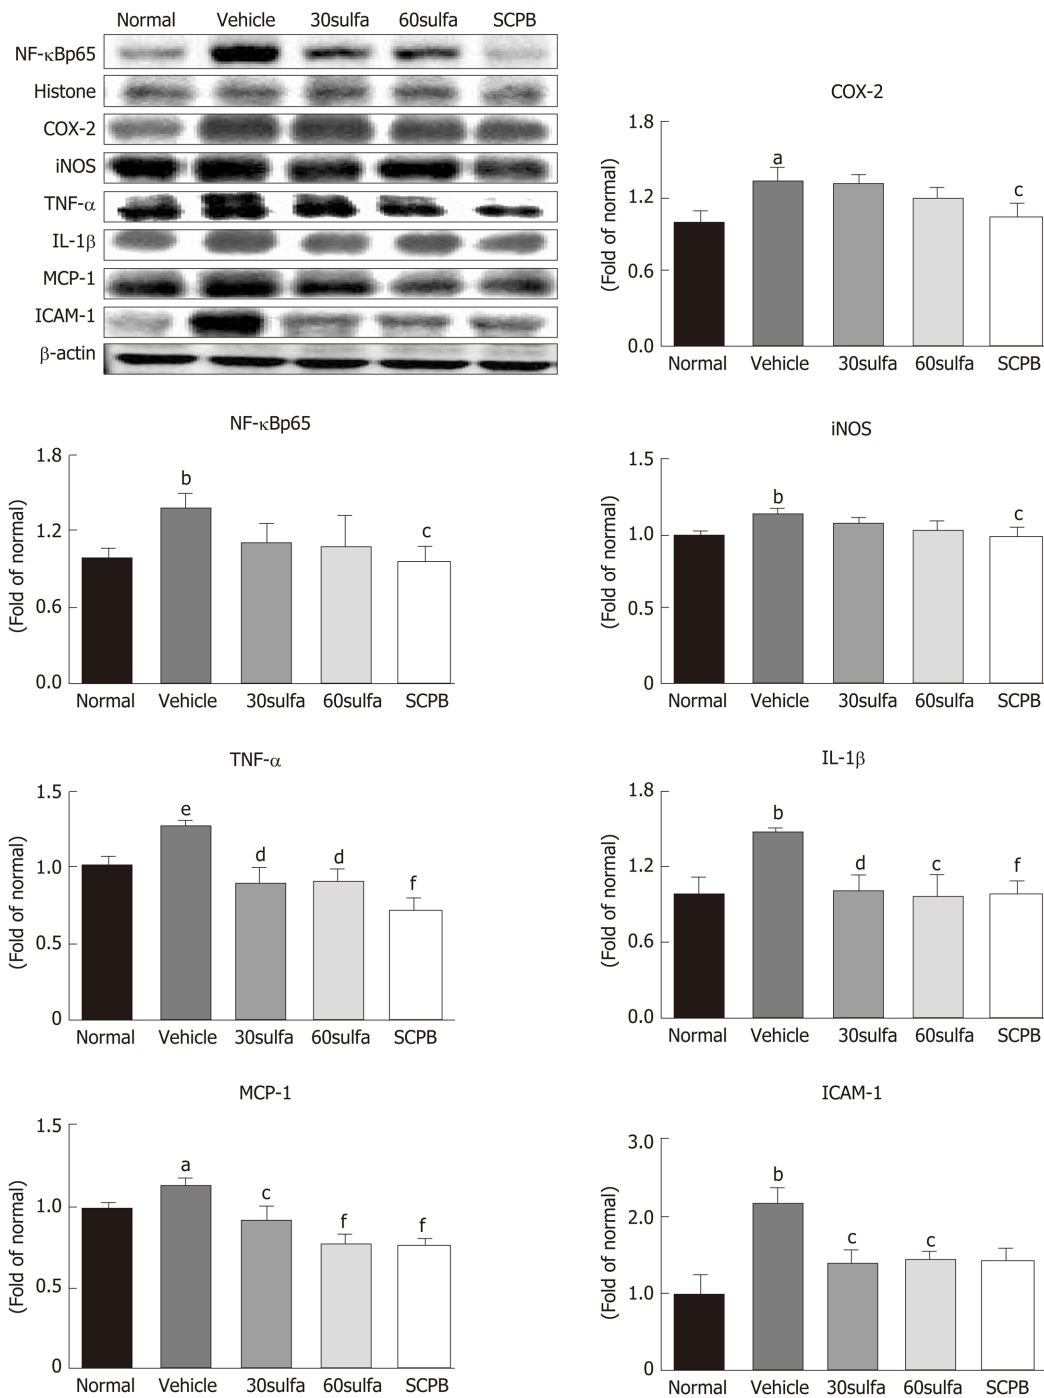 Normal Vehicle 30sulfa 60sulfa SCPB
NF-κBp65
Histone
COX-2
iNOS
TNF-α
IL-1β
MCP-1
ICAM-1
β-actin
COX-2
(Fold of normal)
1.8
1.2
0.6
0.0
a
c
Normal Vehicle 30sulfa 60sulfa SCPB
NF-κBp65
(Fold of normal)
1.8
1.2
0.6
0.0
b
c
Normal Vehicle 30sulfa 60sulfa SCPB
iNOS
(Fold of normal)
1.5
1.0
0.5
0
b
c
Normal Vehicle 30sulfa 60sulfa SCPB
TNF-α
(Fold of normal)
1.5
1.0
0.5
0
e
d
d
f
Normal Vehicle 30sulfa 60sulfa SCPB
IL-1β
(Fold of normal)
1.8
1.2
0.6
0.0
b
d
c
f
Normal Vehicle 30sulfa 60sulfa SCPB
MCP-1
(Fold of normal)
1.5
1.0
0.5
0
a
c
f
f
Normal Vehicle 30sulfa 60sulfa SCPB
ICAM-1
(Fold of normal)
3.0
2.0
1.0
0
b
c
c
Normal Vehicle 30sulfa 60sulfa SCPB